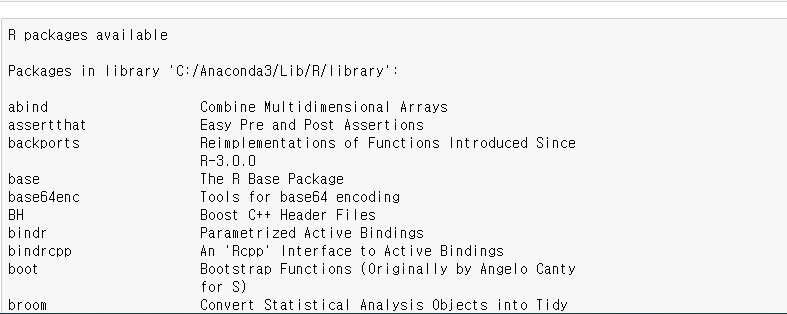 R packages available
Packages in library 'C:/Anaconda3/Lib/R/library':
abind Combine Multidimensional Arrays
assertthat Easy Pre and Post Assertions
backports Reimplementations of Functions Introduced Since
R-3.0.0
base The R Base Package
base64enc Tools for base64 encoding
BH Boost C++ Header Files
bindr Parametrized Active Bindings
bindrcpp An 'Rcpp' Interface to Active Bindings
boot Bootstrap Functions (Originally by Angelo Canty
for S)
broom Convert Statistical Analysis Objects into Tidy